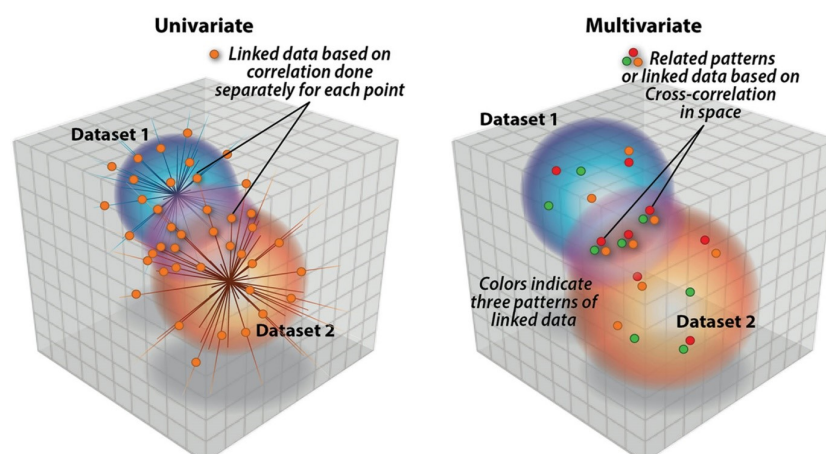 Univariate
Linked data based on
correlation done
separately for each point
Dataset 1
Dataset 2
Multivariate
Related patterns
or linked data based on
Cross-correlation
in space
Dataset 1
Colors indicate
three patterns of
linked data
Dataset 2